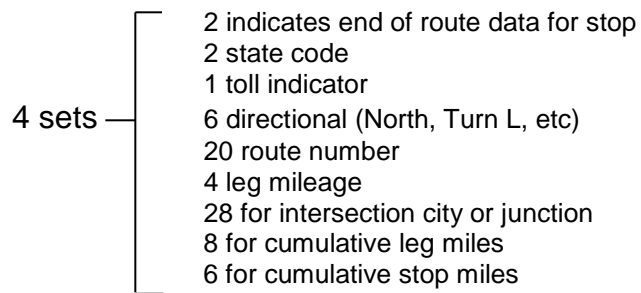 2 indicates end of route data for stop
2 state code
1 toll indicator
4 sets
6 directional (North, Turn L, etc)
20 route number
4 leg mileage
28 for intersection city or junction
8 for cumulative leg miles
6 for cumulative stop miles